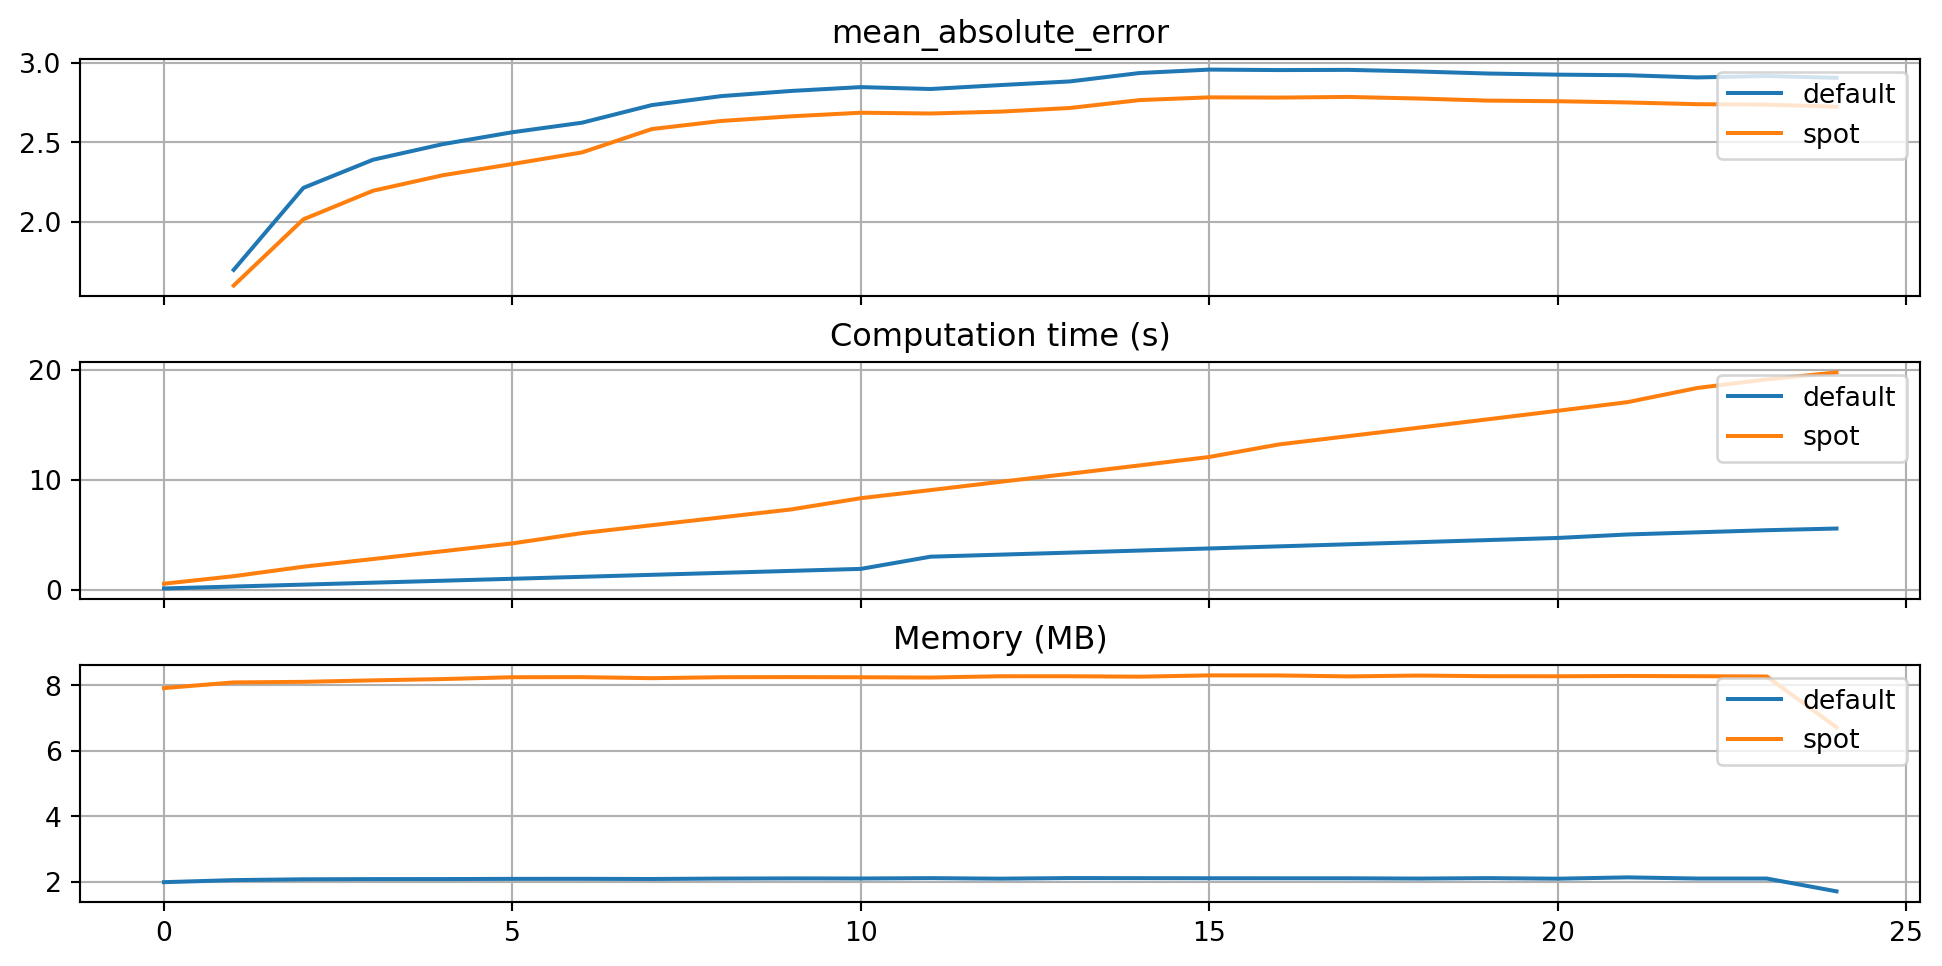 mean_absolute_error
3.0
2.5
2.0
default
spot
Computation time (s)
20
10
0
default
spot
Memory (MB)
8
6
4
2
default
spot
0 5 10 15 20 25